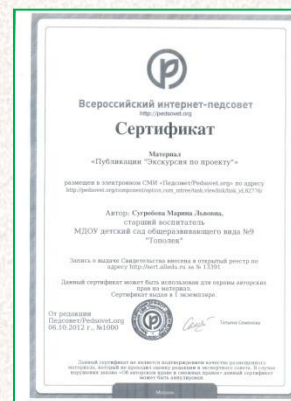 Всероссийский интернет-педсовет
http://pedsovet.org
Сертификат
Материал
«Публикации "Экскурсия по проекту"»
размещен в электронном СМИ «Педсовет/Pedsovet.org» по адресу
Автор: Сугробова Марина Львовна,
старший воспитатель
МДОУ детский сад общеразвивающего вида №9
"Тополек"
Запись о выдаче Свидетельства внесена в открытый реестр по
адресу http://sert.alledu.ru за № 13391
Данный сертификат может быть использован для охраны авторских
прав на материал.
Сертификат выдан в 1 экземпляре.
От редакции
Педсовет/Pedsovet.org
06.10.2012 г., №1000
Москва